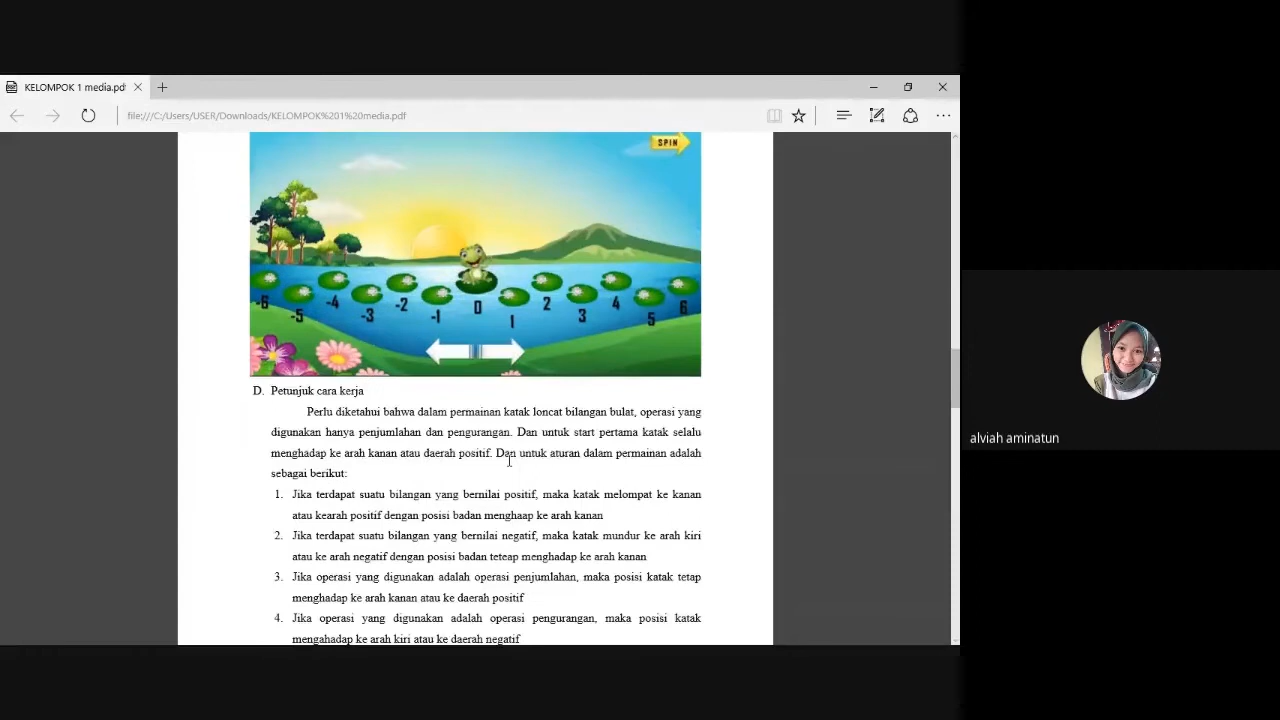 KELOMPOK 1 media.pdf
file:///C:/Users/USER/Downloads/KELOMPOK%201%20media.pdf
SPIN
-6 -5 -4 -3 -2 -1 0 1 2 3 4 5 6
D. Petunjuk cara kerja
Perlu diketahui bahwa dalam permainan katak loncat bilangan bulat, operasi yang
digunakan hanya penjumlahan dan pengurangan. Dan untuk start pertama katak selalu
menghadap ke arah kanan atau daerah positif. Dan untuk aturan dalam permainan adalah
sebagai berikut:
1. Jika terdapat suatu bilangan yang bernilai positif, maka katak melompat ke kanan
atau kearah positif dengan posisi badan menghaap ke arah kanan
2. Jika terdapat suatu bilangan yang bernilai negatif, maka katak mundur ke arah kiri
atau ke arah negatif dengan posisi badan teteap menghadap ke arah kanan
3. Jika operasi yang digunakan adalah operasi penjumlahan, maka posisi katak tetap
menghadap ke arah kanan atau ke daerah positif
4. Jika operasi yang digunakan adalah operasi pengurangan, maka posisi katak
mengahadap ke arah kiri atau ke daerah negatif
alviah aminatun